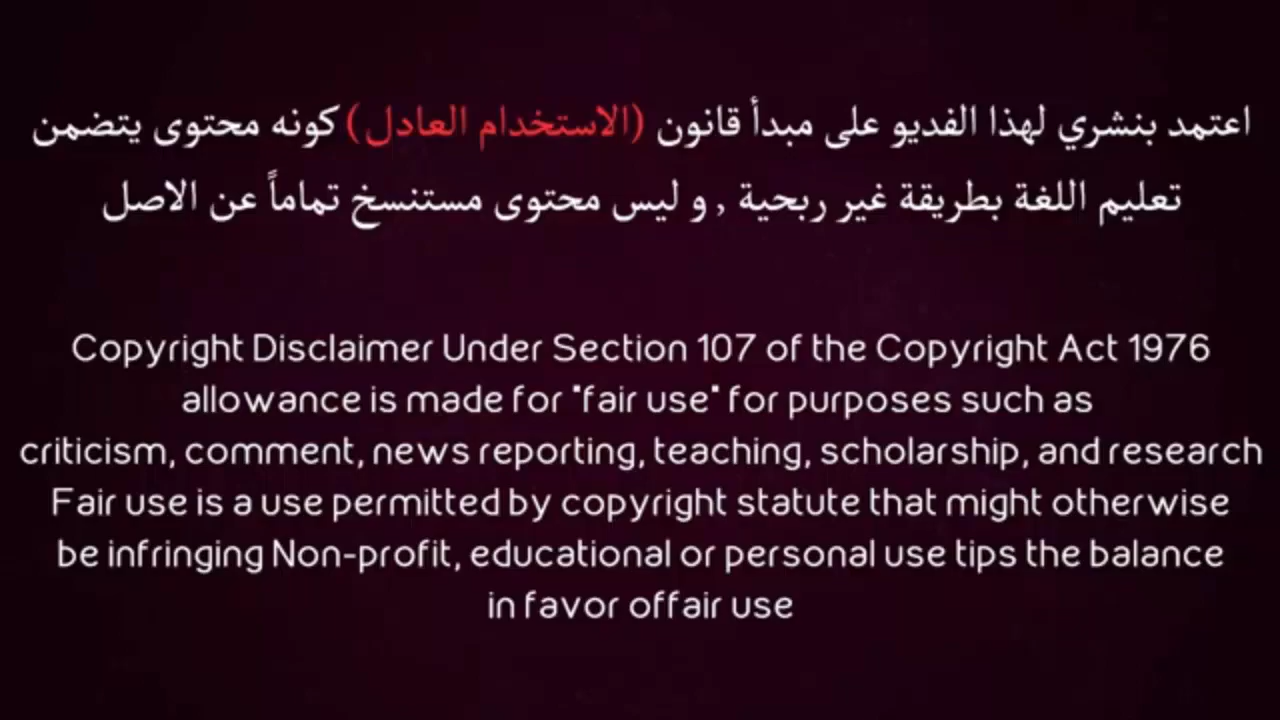 اعتمد بنشري لهذا الفديو على مبدأ قانون (الاستخدام العادل) كونه محتوى يتضمن
تعليم اللغة بطريقة غير ربحية , و ليس محتوى مستنسخ تماماً عن الاصل
Copyright Disclaimer Under Section 107 of the Copyright Act 1976
allowance is made for "fair use" for purposes such as
criticism, comment, news reporting, teaching, scholarship, and research
Fair use is a use permitted by copyright statute that might otherwise
be infringing Non-profit, educational or personal use tips the balance
in favor offair use